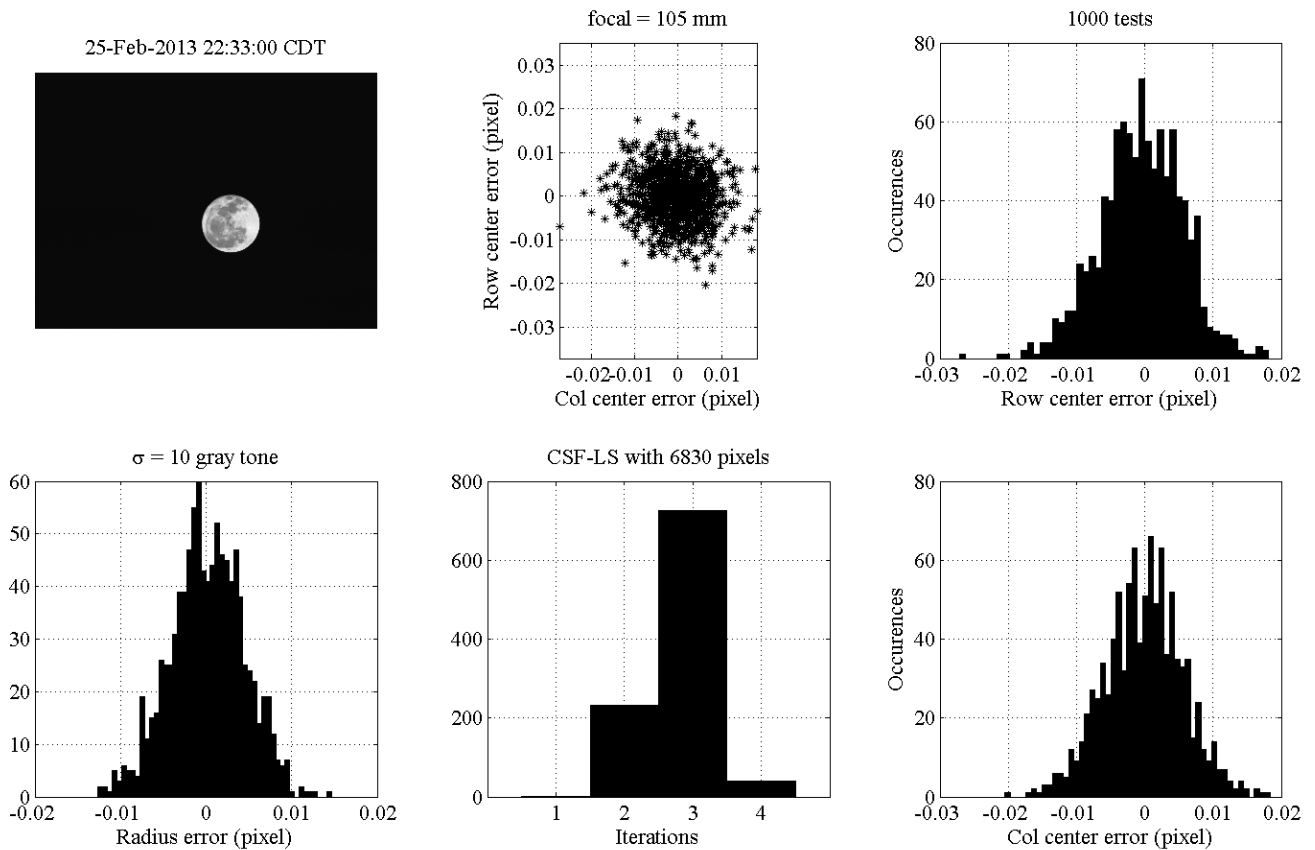 25-Feb-2013 22:33:00 CDT
focal = 105 mm
0.03
0.02
0.01
0
-0.01
-0.02
-0.03
Row center error (pixel)
-0.02 -0.01 0 0.01
Col center error (pixel)
1000 tests
80
60
40
20
0
Occurences
-0.03 -0.02 -0.01 0 0.01 0.02
Row center error (pixel)
σ = 10 gray tone
60
50
40
30
20
10
0
-0.02 -0.01 0 0.01 0.02
Radius error (pixel)
CSF-LS with 6830 pixels
800
600
400
200
0
1 2 3 4
Iterations
80
60
40
20
0
Occurences
-0.03 -0.02 -0.01 0 0.01 0.02
Col center error (pixel)